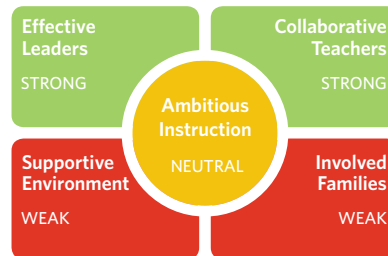 Effective
Leaders
STRONG
Collaborative
Teachers
STRONG
Ambitious
Instruction
NEUTRAL
Supportive
Environment
WEAK
Involved
Families
WEAK